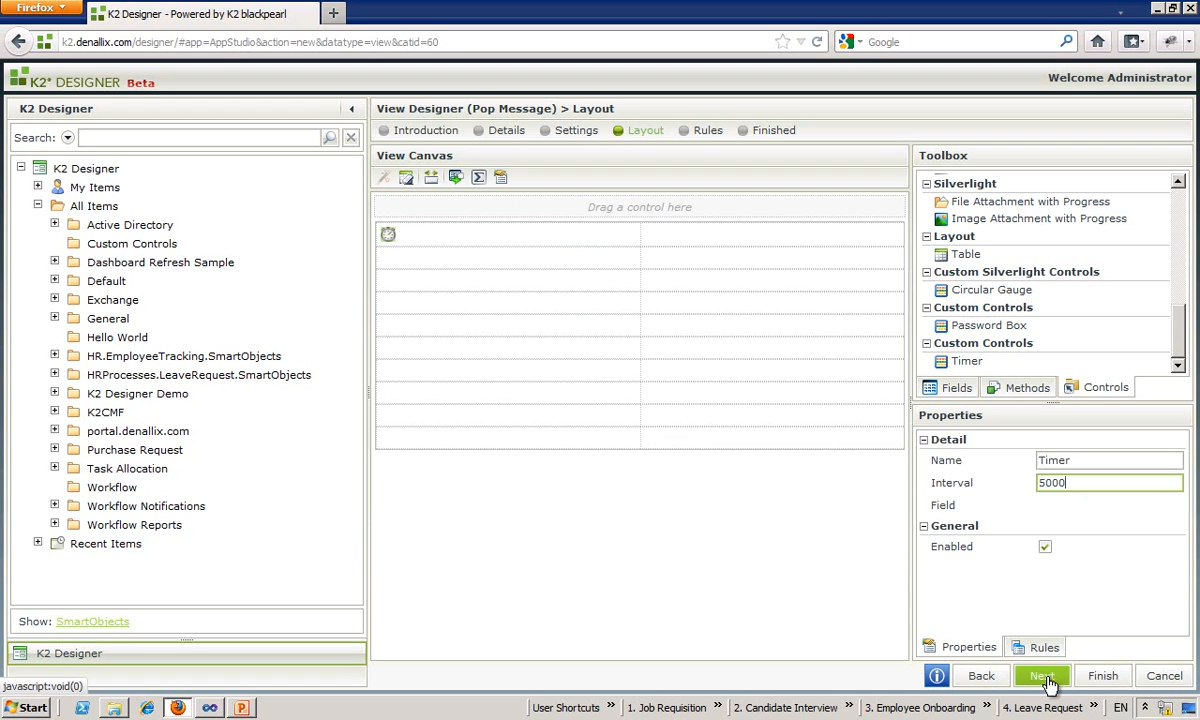 Firefox
K2 Designer - Powered by K2 blackpearl
k2.denallix.com/designer/#app=AppStudio&action=new&datatype=view&catid=60
Google
K2* DESIGNER Beta
Welcome Administrator
K2 Designer
Search:
K2 Designer
My Items
All Items
Active Directory
Custom Controls
Dashboard Refresh Sample
Default
Exchange
General
Hello World
HR.EmployeeTracking.SmartObjects
HRProcesses.LeaveRequest.SmartObjects
K2 Designer Demo
K2CMF
portal.denallix.com
Purchase Request
Task Allocation
Workflow
Workflow Notifications
Workflow Reports
Recent Items
Show: SmartObjects
K2 Designer
javascript:void(0)
View Designer (Pop Message) > Layout
Introduction Details Settings Layout Rules Finished
View Canvas
Drag a control here
Toolbox
Silverlight
File Attachment with Progress
Image Attachment with Progress
Layout
Table
Custom Silverlight Controls
Circular Gauge
Custom Controls
Password Box
Custom Controls
Timer
Fields Methods Controls
Properties
Detail
Name Timer
Interval 5000
Field
General
Enabled
Properties Rules
Back Next Finish Cancel
Start
User Shortcuts
1. Job Requisition
2. Candidate Interview
3. Employee Onboarding
4. Leave Request
EN